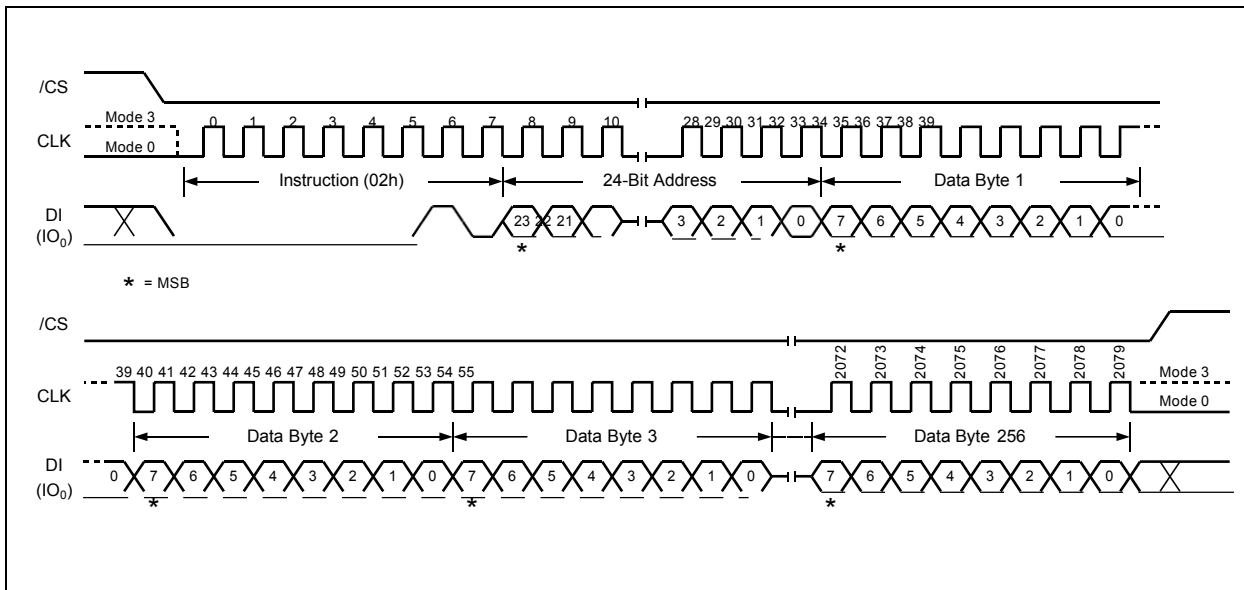 /CS
Mode 3
0 1 2 3 4 5 6 7 8 9 10 28 29 30 31 32 33 34 35 36 37 38 39
CLK
Mode 0
Instruction (02h) 24-Bit Address Data Byte 1
DI
(IO0)
23 22 21 3 2 1 0 7 6 5 4 3 2 1 0
* *
* = MSB
/CS
39 40 41 42 43 44 45 46 47 48 49 50 51 52 53 54 55 2072 2073 2074 2075 2076 2077 2078 2079
Mode 3
CLK
Mode 0
Data Byte 2 Data Byte 3 Data Byte 256
DI
(IO0)
0 7 6 5 4 3 2 1 0 7 6 5 4 3 2 1 0 7 6 5 4 3 2 1 0
* * *